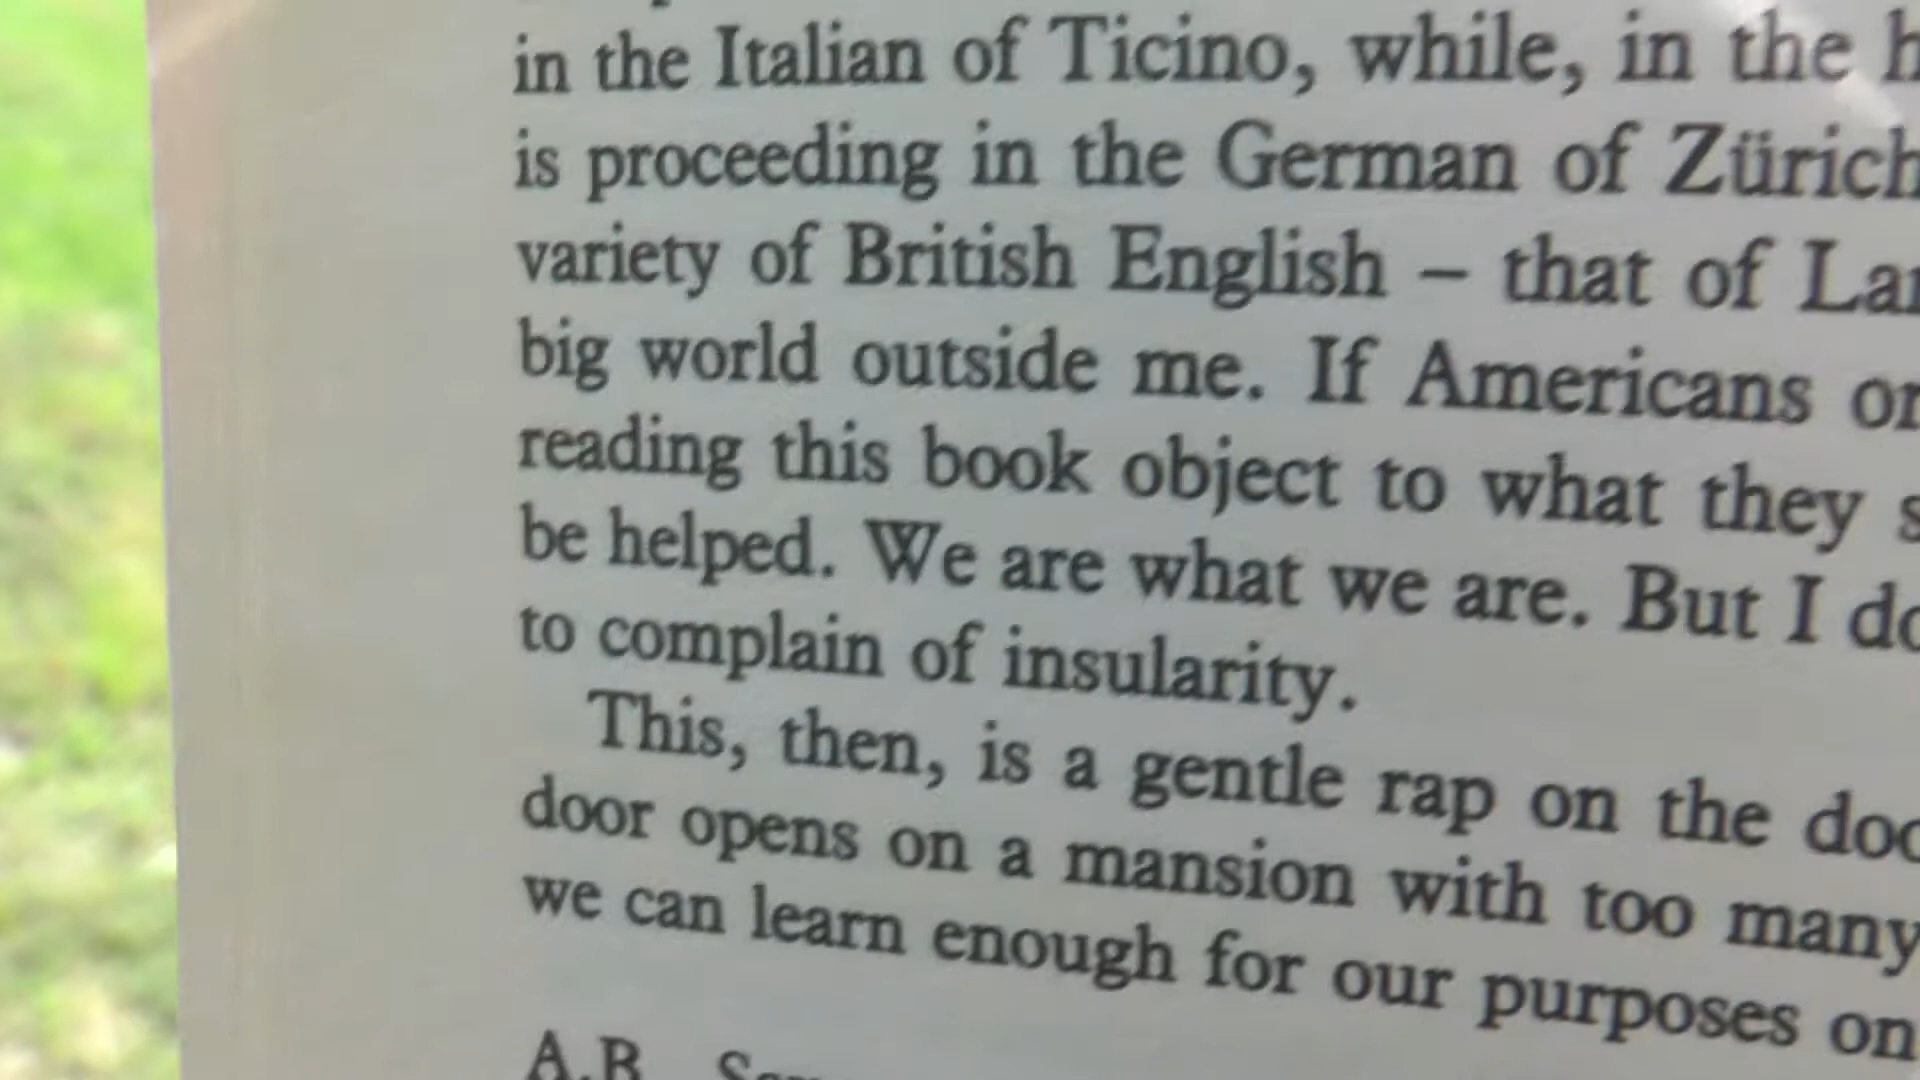 in the Italian of Ticino, while, in the
is proceeding in the German of Zürich
variety of British English – that of
big world outside me. If Americans or
reading this book object to what they
be helped. We are what we are. But I
to complain of insularity.
This, then, is a gentle rap on the
door opens on a mansion with too many
we can learn enough for our purposes on
A.B.